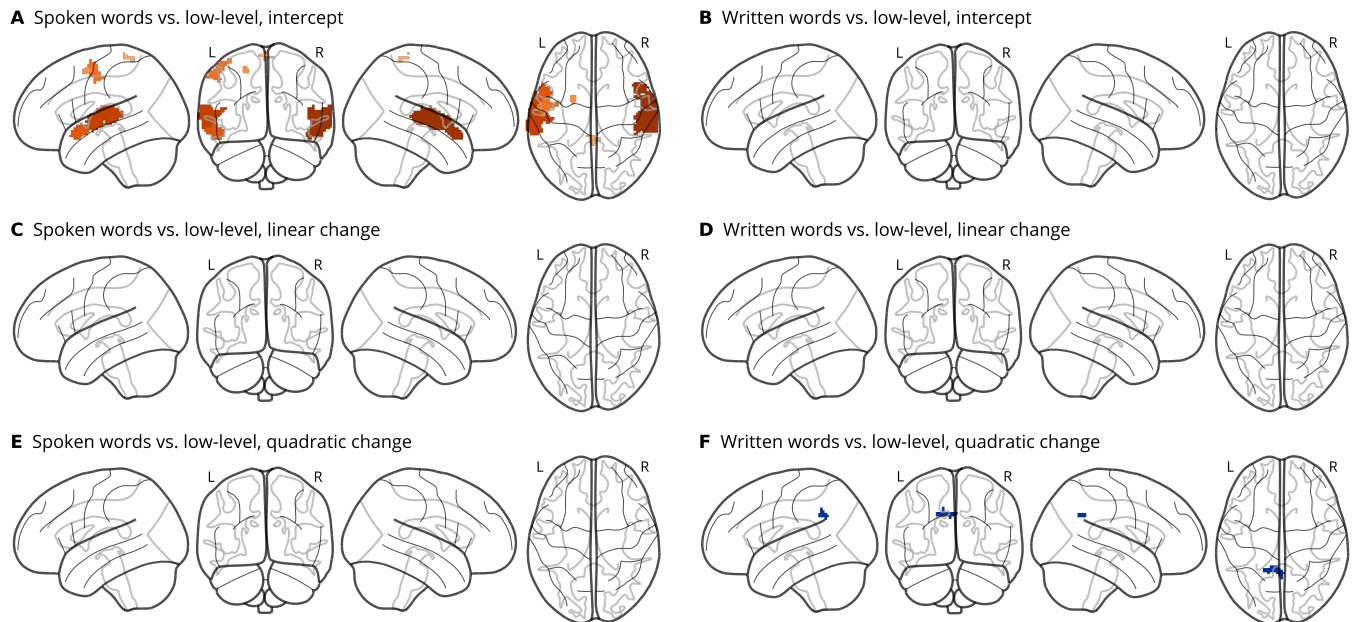 A Spoken words vs. low-level, intercept
L R L R
B Written words vs. low-level, intercept
L R L R
C Spoken words vs. low-level, linear change
L R L R
D Written words vs. low-level, linear change
L R L R
E Spoken words vs. low-level, quadratic change
L R L R
F Written words vs. low-level, quadratic change
L R L R